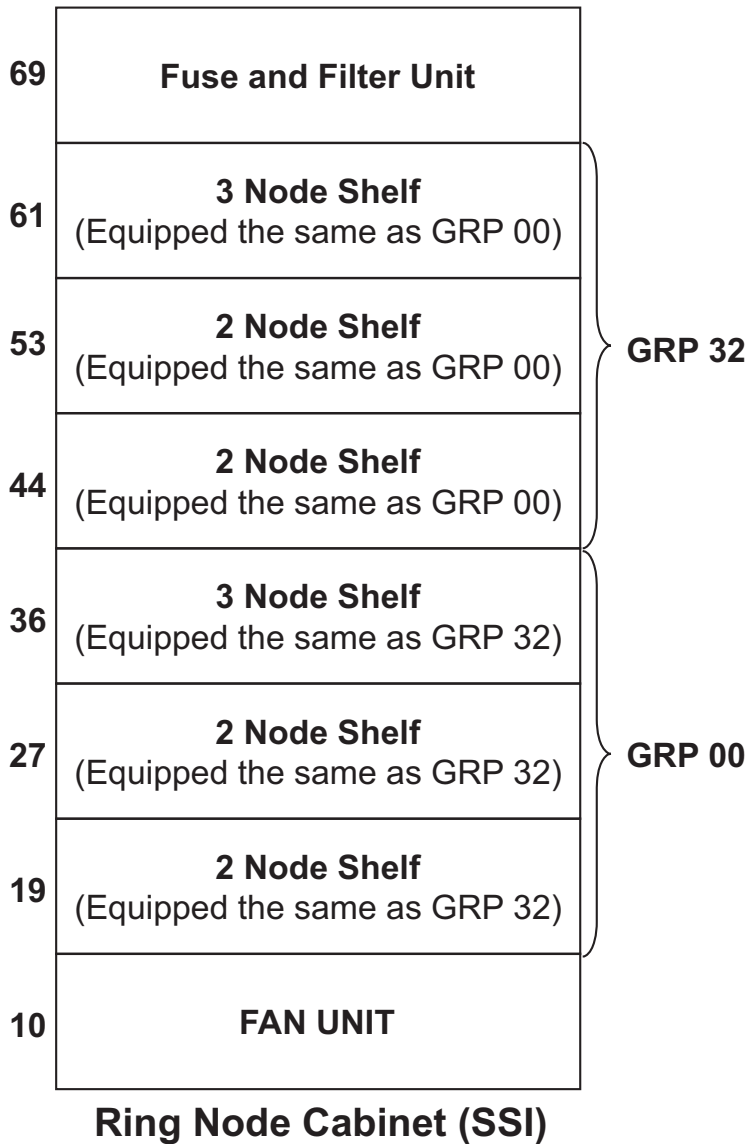 69
Fuse and Filter Unit
61
3 Node Shelf
(Equipped the same as GRP 00)
53
2 Node Shelf
(Equipped the same as GRP 00)
GRP 32
44
2 Node Shelf
(Equipped the same as GRP 00)
36
3 Node Shelf
(Equipped the same as GRP 32)
27
2 Node Shelf
(Equipped the same as GRP 32)
GRP 00
19
2 Node Shelf
(Equipped the same as GRP 32)
10
FAN UNIT
Ring Node Cabinet (SSI)